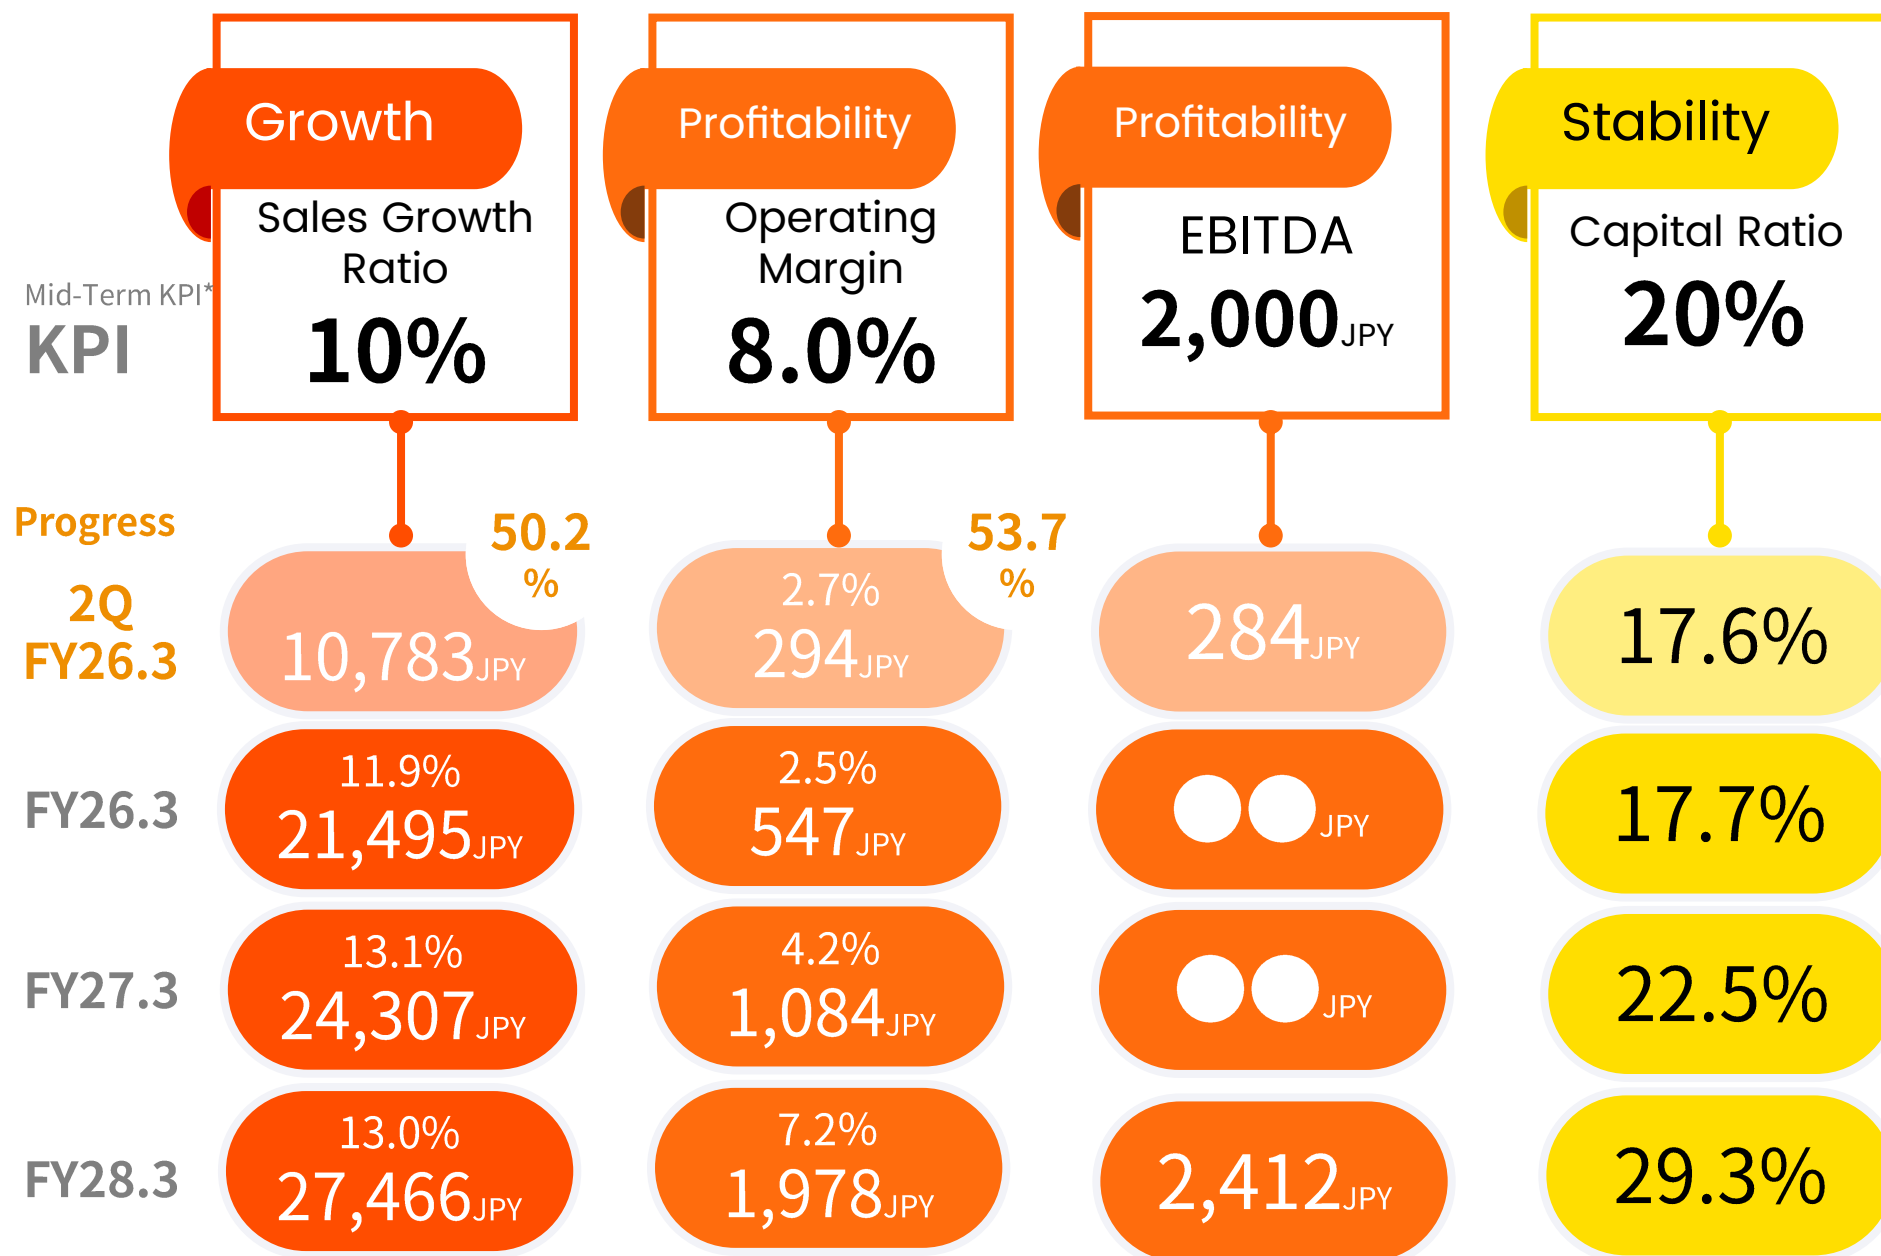 Growth
Profitability
Profitability
Stability
Sales Growth
Ratio
10%
Operating
Margin
8.0%
EBITDA
2,000JPY
Capital Ratio
20%
Mid-Term KPI*
KPI
Progress
50.2
%
53.7
%
2Q
FY26.3
10,783JPY
2.7%
294JPY
284JPY
17.6%
FY26.3
11.9%
21,495JPY
2.5%
547JPY
●●JPY
17.7%
FY27.3
13.1%
24,307JPY
4.2%
1,084JPY
●●JPY
22.5%
FY28.3
13.0%
27,466JPY
7.2%
1,978JPY
2,412JPY
29.3%